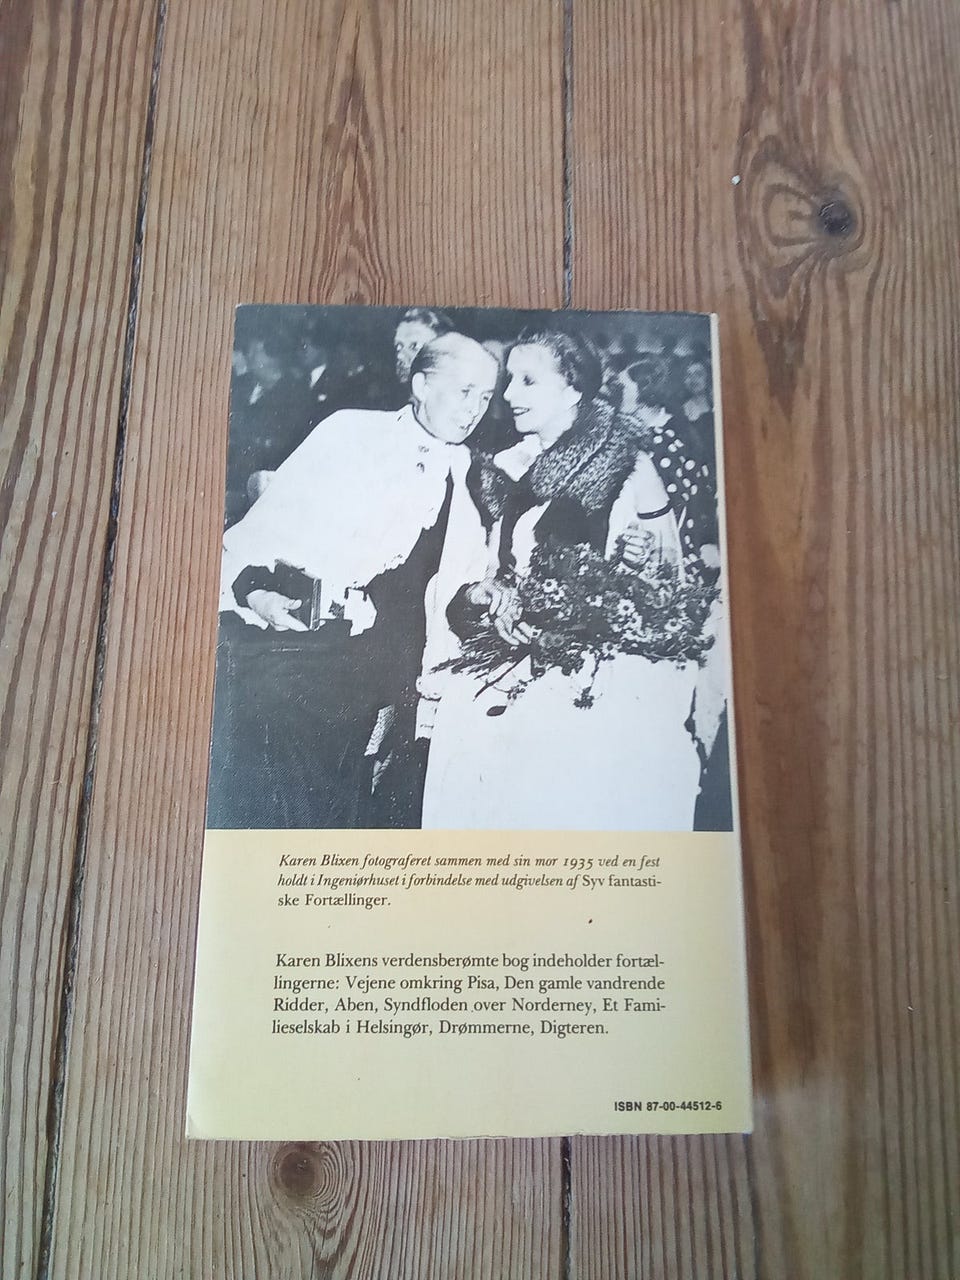 Karen Blixen fotograferet sammen med sin mor 1935 ved en fest
holdt i Ingeniørhuset i forbindelse med udgivelsen af Syv fantasti-
ske Fortællinger.
Karen Blixens verdensberømte bog indeholder fortæl-
lingerne: Vejene omkring Pisa, Den gamle vandrende
Ridder, Aben, Syndfloden over Norderney, Et Fami-
lieselskab i Helsingør, Drømmerne, Digteren.
ISBN 87-00-44512-6